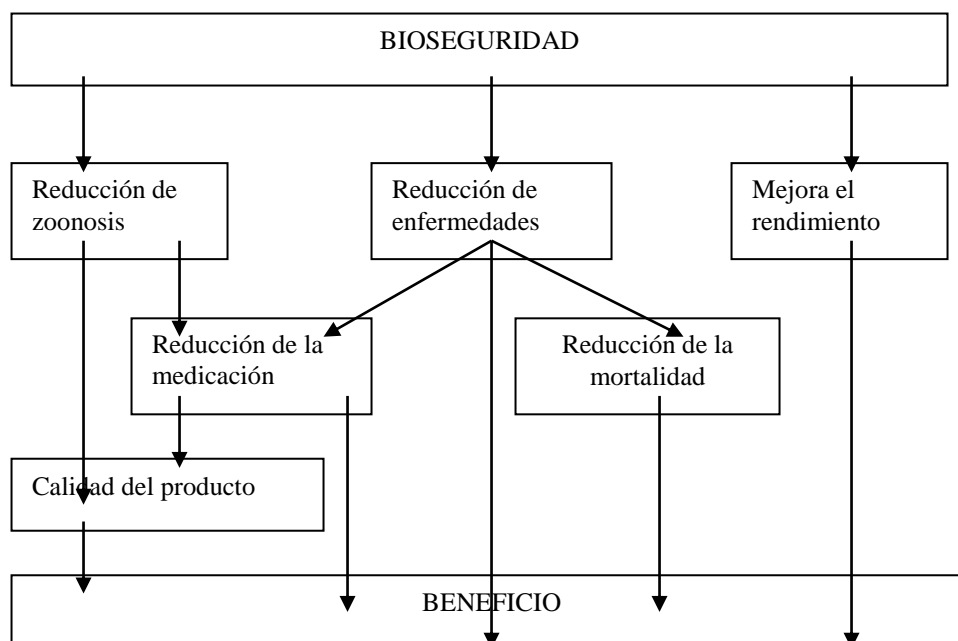 BIOSEGURIDAD
Reducción de
zoonosis
Reducción de
enfermedades
Mejora el
rendimiento
Reducción de la
medicación
Reducción de la
mortalidad
Calidad del producto
BENEFICIO